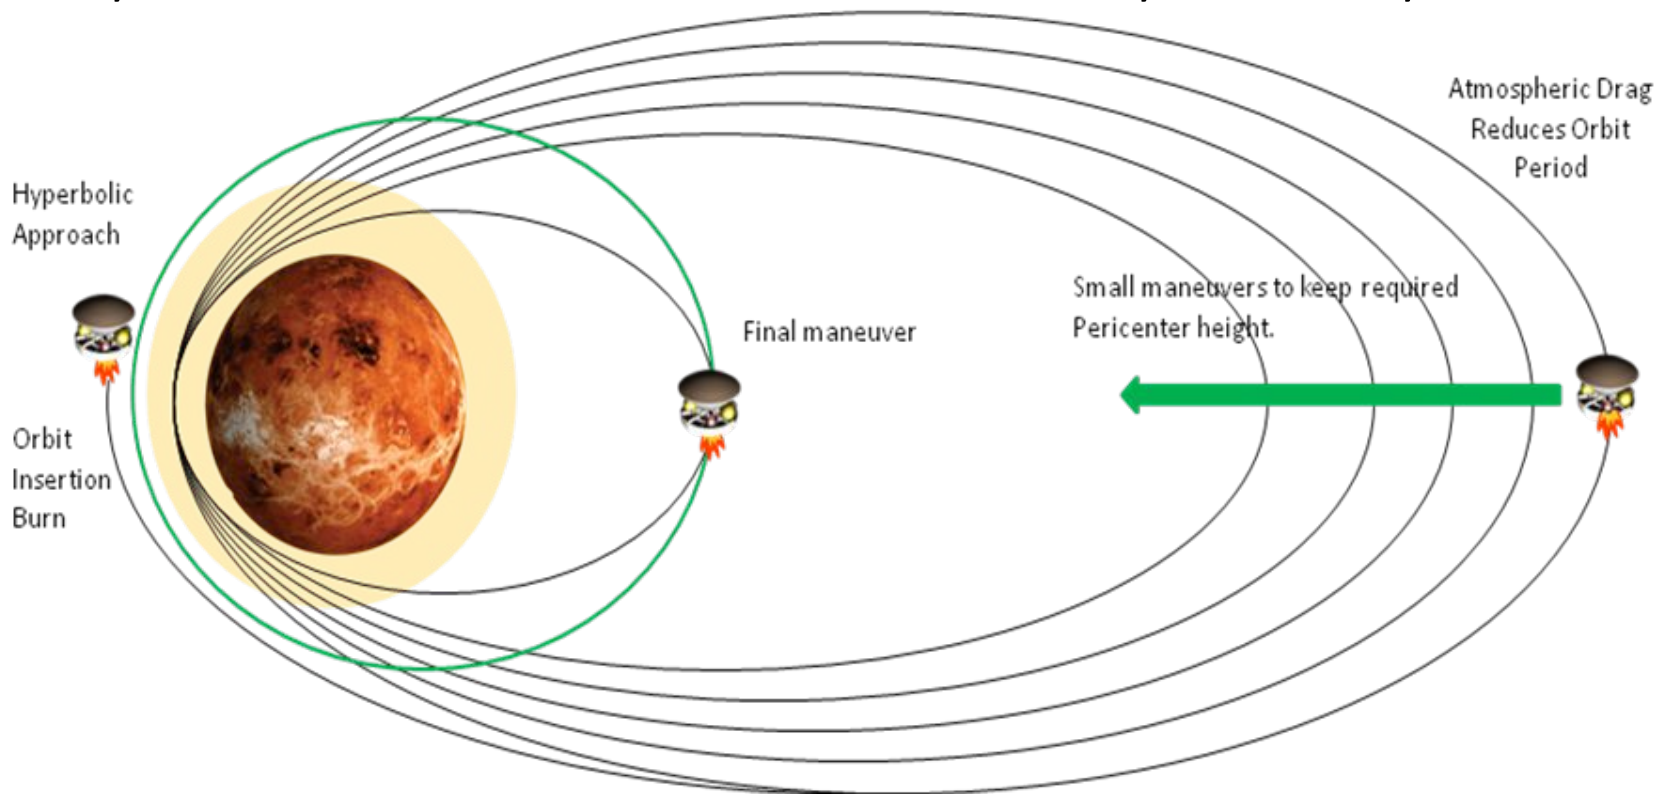 Atmospheric Drag
Reduces Orbit
Period
Hyperbolic
Approach
Small maneuvers to keep required
Pericenter height.
Final maneuver
Orbit
Insertion
Burn